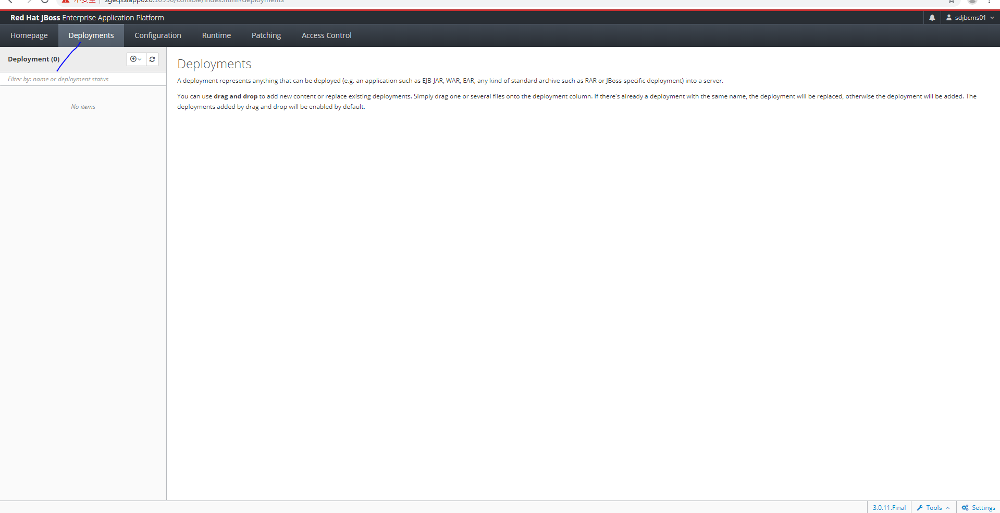 Red Hat JBoss Enterprise Application Platform
sdjbcms01
Homepage Deployments Configuration Runtime Patching Access Control
Deployment (0)
Filter by: name or deployment status
No items
Deployments
A deployment represents anything that can be deployed (e.g. an application such as EJB-JAR, WAR, EAR, any kind of standard archive such as RAR or JBoss-specific deployment) into a server.
You can use drag and drop to add new content or replace existing deployments. Simply drag one or several files onto the deployment column. If there's already a deployment with the same name, the deployment will be replaced, otherwise the deployment will be added. The
deployments added by drag and drop will be enabled by default.
3.0.11.Final Tools Settings